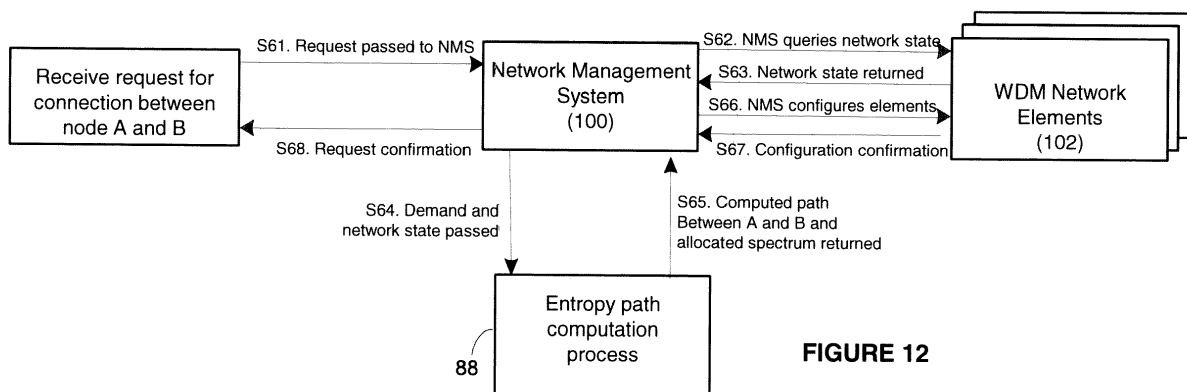 S61. Request passed to NMS
S62. NMS queries network state
Receive request for
connection between
node A and B
Network Management
System
(100)
S63. Network state returned
S66. NMS configures elements
WDM Network
Elements
(102)
S68. Request confirmation
S67. Configuration confirmation
S64. Demand and
network state passed
S65. Computed path
Between A and B and
allocated spectrum returned
Entropy path
computation
process
88
FIGURE 12